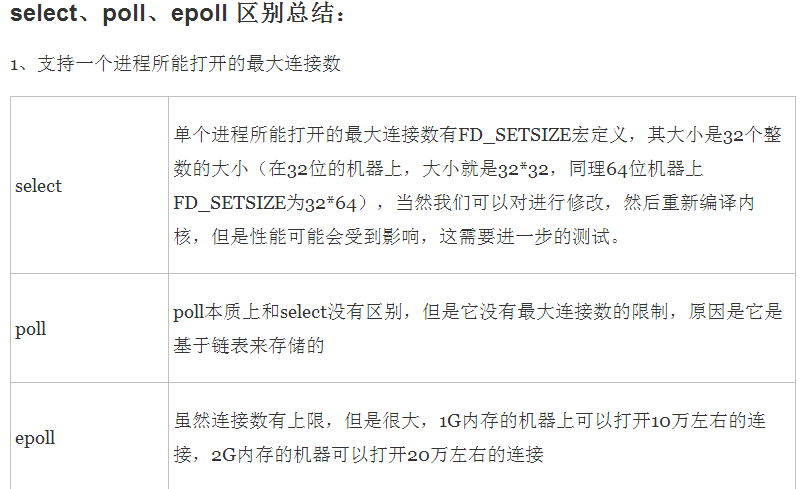 select、poll、epoll 区别总结：
1、支持一个进程所能打开的最大连接数
select
单个进程所能打开的最大连接数有FD_SETSIZE宏定义，其大小是32个整
数的大小（在32位的机器上，大小就是32*32，同理64位机器上
FD_SETSIZE为32*64），当然我们可以对进行修改，然后重新编译内
核，但是性能可能会受到影响，这需要进一步的测试。
poll
poll本质上和select没有区别，但是它没有最大连接数的限制，原因是它是
基于链表来存储的
epoll
虽然连接数有上限，但是很大，1G内存的机器上可以打开10万左右的连
接，2G内存的机器可以打开20万左右的连接